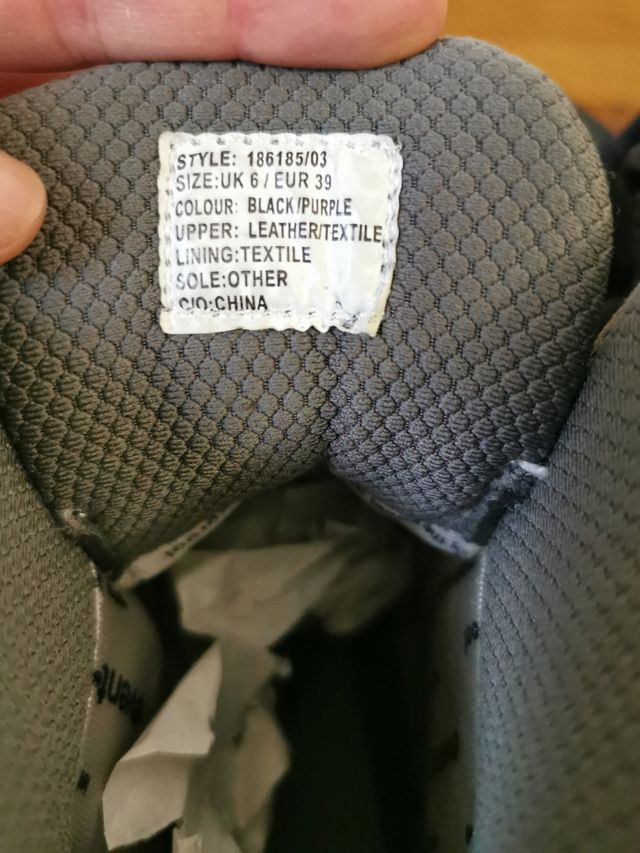 STYLE: 186185/03
SIZE:UK 6 / EUR 39
COLOUR: BLACK/PURPLE
UPPER: LEATHER/TEXTILE
LINING:TEXTILE
SOLE:OTHER
C/O:CHINA